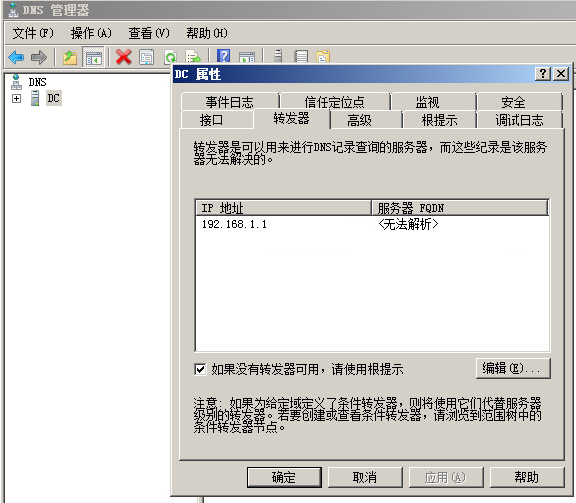 DNS 管理器
文件(F) 操作(A) 查看(V) 帮助(H)
DNS
DC
DC 属性
事件日志 信任定位点 监视 安全
接口 转发器 高级 根提示 调试日志
转发器是可以用来进行DNS记录查询的服务器，而这些纪录是该服务
器无法解决的。
IP 地址 服务器 FQDN
192.168.1.1 <无法解析>
如果没有转发器可用，请使用根提示 编辑(E)...
注意: 如果为给定域定义了条件转发器，则将使用它们代替服务器
级别的转发器。若要创建或查看条件转发器，请浏览到范围树中的
条件转发器节点。
确定 取消 应用(A) 帮助